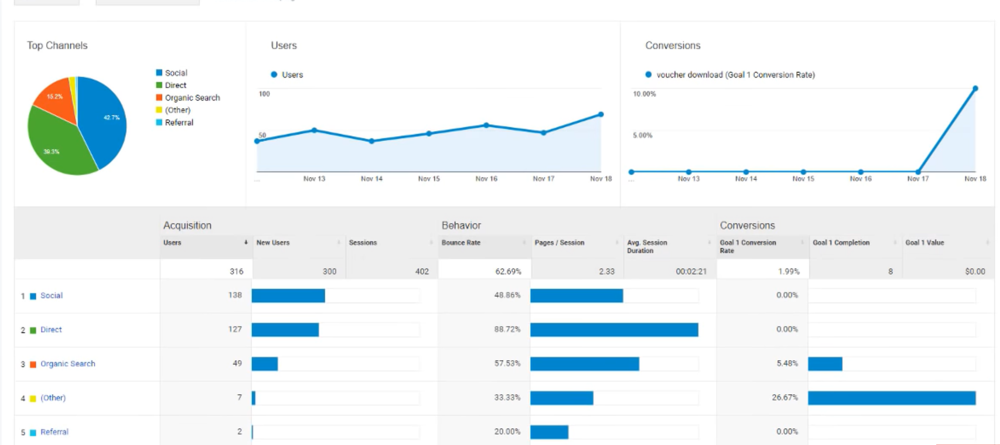 Top Channels
Social
Direct
Organic Search
(Other)
Referral
42.7%
39.3%
15.2%
Users
Users
100
50
...
Nov 13
Nov 14
Nov 15
Nov 16
Nov 17
Nov 18
Conversions
voucher download (Goal 1 Conversion Rate)
10.00%
5.00%
...
Nov 13
Nov 14
Nov 15
Nov 16
Nov 17
Nov 18
Acquisition Behavior Conversions
Users New Users Sessions Bounce Rate Pages / Session Avg. Session Duration Goal 1 Conversion Rate Goal 1 Completion Goal 1 Value
316 300 402 62.69% 2.33 00:02:21 1.99% 8 $0.00
1 Social 138 48.86% 0.00%
2 Direct 127 88.72% 0.00%
3 Organic Search 49 57.53% 5.48%
4 (Other) 7 33.33% 26.67%
5 Referral 2 20.00% 0.00%